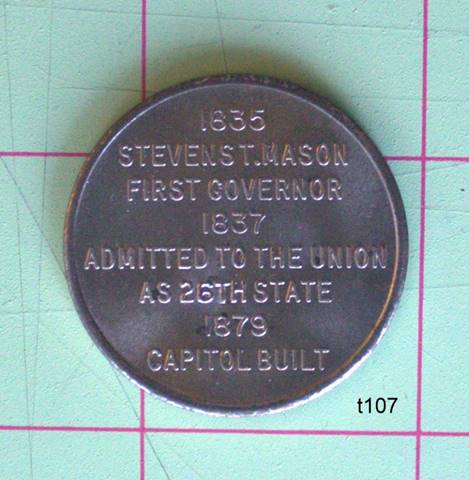 1835
STEVENS T. MASON
FIRST GOVERNOR
1837
ADMITTED TO THE UNION
AS 26TH STATE
1879
CAPITOL BUILT
t107